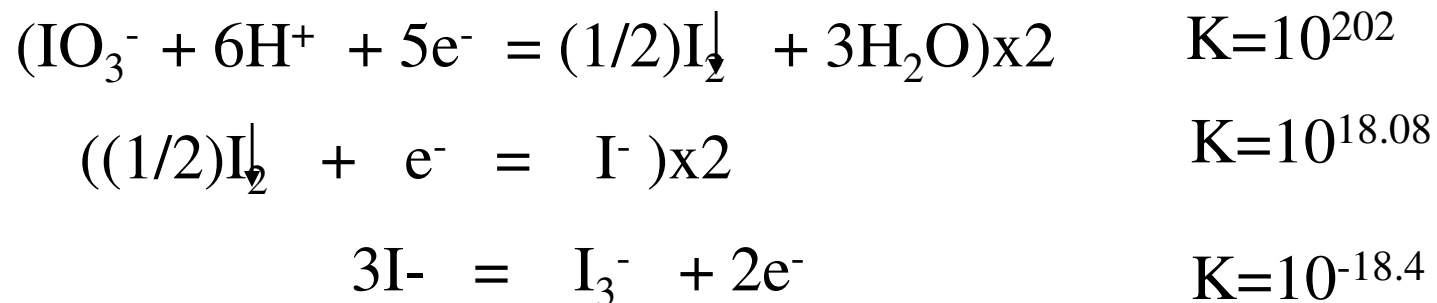 (IO₃⁻ + 6H⁺ + 5e⁻ = (1/2)I₂↓ + 3H₂O)x2 K=10²⁰²
((1/2)I₂↓ + e⁻ = I⁻ )x2 K=10¹⁸·⁰⁸
3I- = I₃⁻ + 2e⁻ K=10⁻¹⁸·⁴